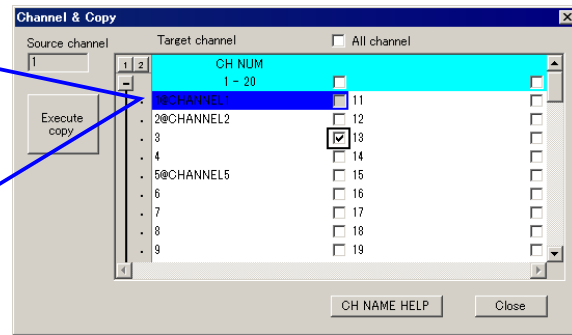 Channel & Copy
Source channel
Target channel
All channel
1
1 2
CH NUM
1 - 20
1@CHANNEL1 11
Execute
copy
2@CHANNEL2 12
3 13
4 14
5@CHANNEL5 15
6 16
7 17
8 18
9 19
CH NAME HELP
Close